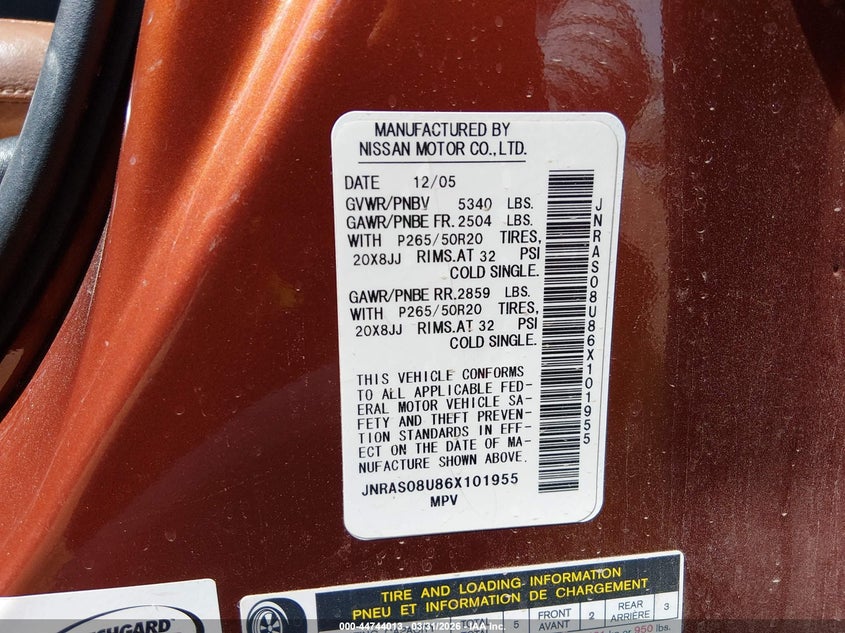 MANUFACTURED BY
NISSAN MOTOR CO.,LTD.
DATE 12/05
GVWR/PNBV 5340 LBS.
GAWR/PNBE FR. 2504 LBS.
WITH P265/50R20 TIRES,
20X8JJ RIMS.AT 32 PSI
COLD SINGLE.
GAWR/PNBE RR. 2859 LBS.
WITH P265/50R20 TIRES,
20X8JJ RIMS.AT 32 PSI
COLD SINGLE.
THIS VEHICLE CONFORMS
TO ALL APPLICABLE FED-
ERAL MOTOR VEHICLE SA-
FETY AND THEFT PREVEN-
TION STANDARDS IN EFF-
ECT ON THE DATE OF MA-
NUFACTURE SHOWN ABOVE.
JNRAS08U86X101955
MPV
JNRAS08U86X101955
TIRE AND LOADING INFORMATION
PNEU ET INFORMATION DE CHARGEMENT
5 FRONT 2 REAR 3
AVANT ARRIÈRE
or 950 lbs.
000-44744013 - 03/31/2026 - IAA, Inc.